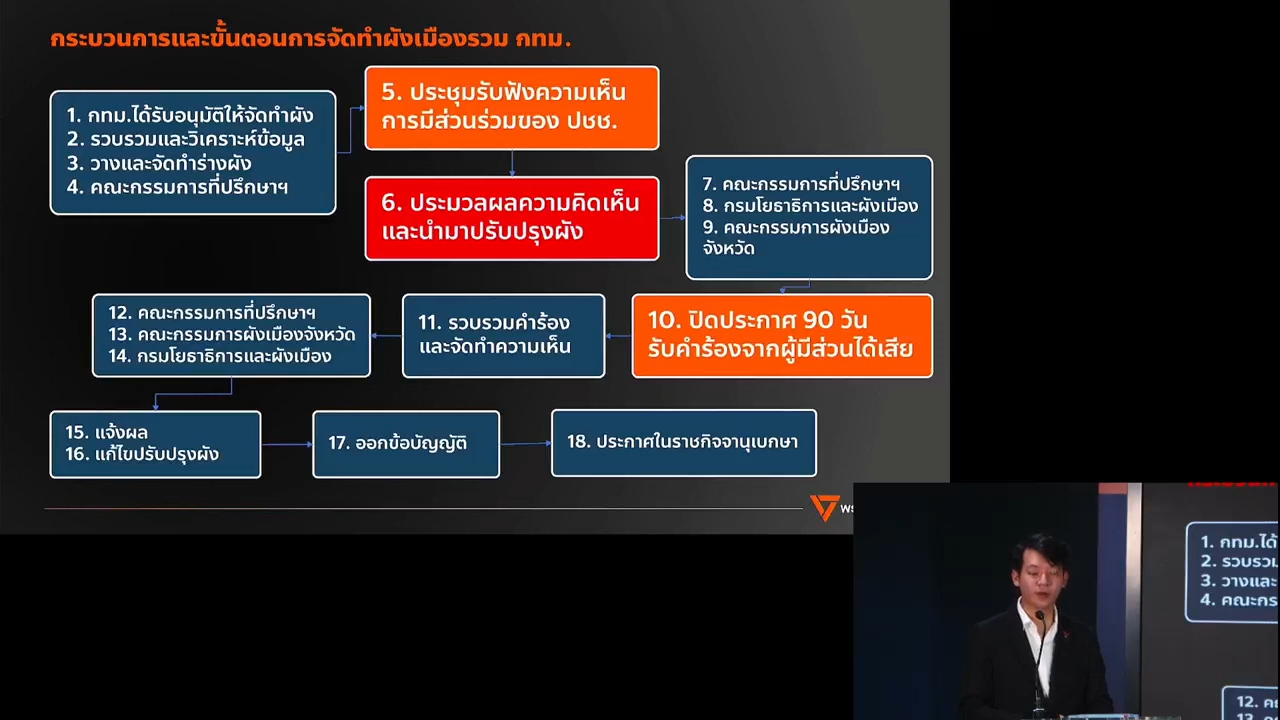 กระบวนการและขั้นตอนการจัดทำผังเมืองรวม กทม.
1. กทม.ได้รับอนุมัติให้จัดทำผัง
2. รวบรวมและวิเคราะห์ข้อมูล
3. วางและจัดทำร่างผัง
4. คณะกรรมการที่ปรึกษาฯ
5. ประชุมรับฟังความเห็น
การมีส่วนร่วมของ ปชช.
6. ประมวลผลความคิดเห็น
และนำมาปรับปรุงผัง
7. คณะกรรมการที่ปรึกษาฯ
8. กรมโยธาธิการและผังเมือง
9. คณะกรรมการผังเมือง
จังหวัด
10. ปิดประกาศ 90 วัน
รับคำร้องจากผู้มีส่วนได้เสีย
11. รวบรวมคำร้อง
และจัดทำความเห็น
12. คณะกรรมการที่ปรึกษาฯ
13. คณะกรรมการผังเมืองจังหวัด
14. กรมโยธาธิการและผังเมือง
15. แจ้งผล
16. แก้ไขปรับปรุงผัง
17. ออกข้อบัญญัติ
18. ประกาศในราชกิจจานุเบกษา
1. กทม.ได้
2. รวบรวม
3. วางและ
4. คณะกร
12. คณ